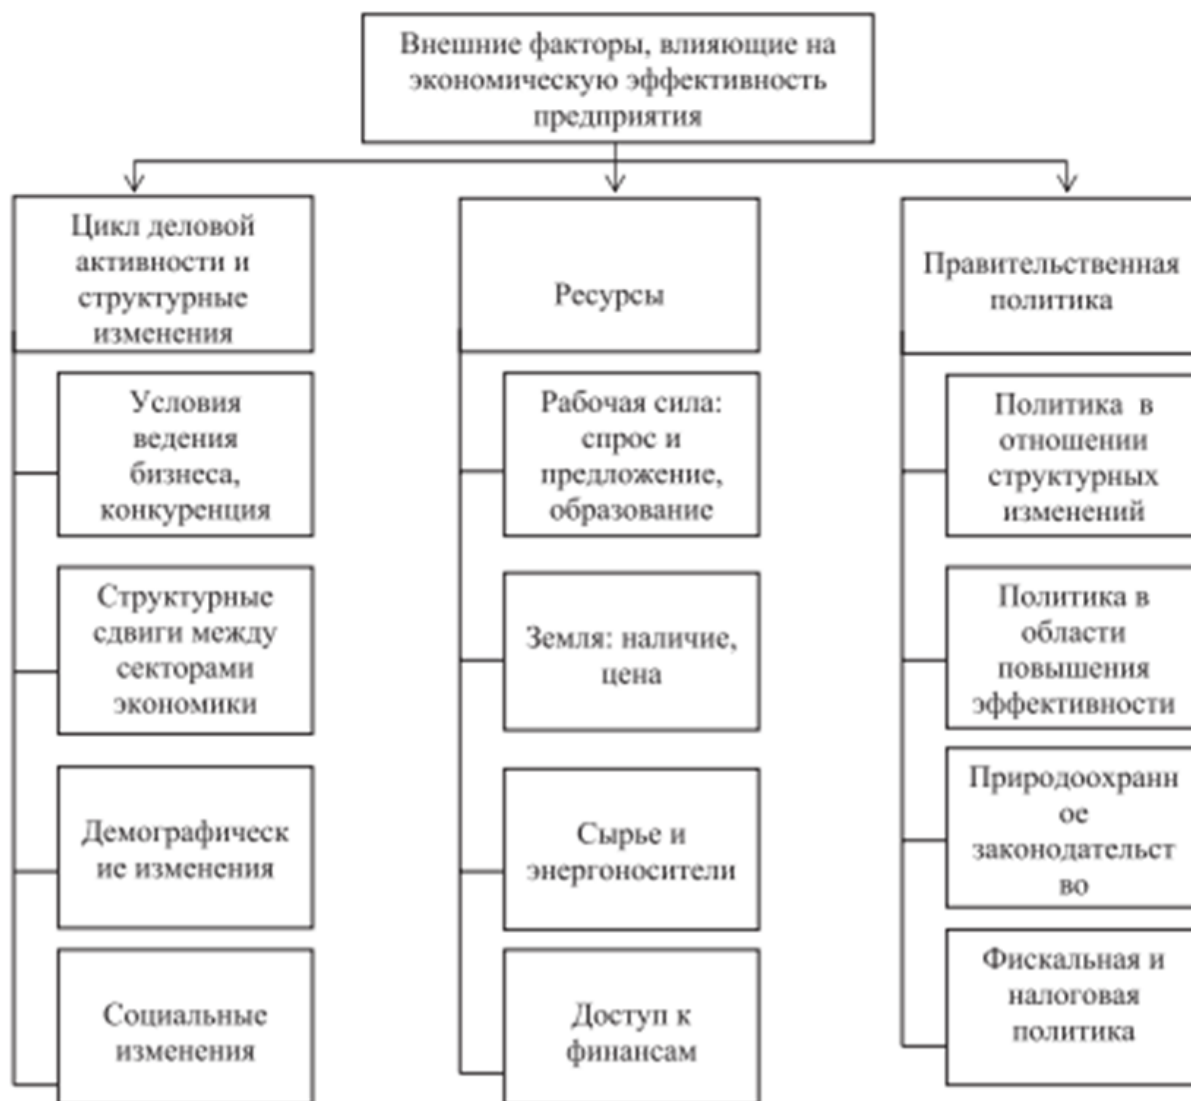 Внешние факторы, влияющие на
экономическую эффективность
предприятия
Цикл деловой
активности и
структурные
изменения
Условия
ведения
бизнеса,
конкуренция
Структурные
сдвиги между
секторами
экономики
Демографическ
ие изменения
Социальные
изменения
Ресурсы
Рабочая сила:
спрос и
предложение,
образование
Земля: наличие,
цена
Сырье и
энергоносители
Доступ к
финансам
Правительственная
политика
Политика в
отношении
структурных
изменений
Политика в
области
повышения
эффективности
Природоохранн
ое
законодательст
во
Фискальная и
налоговая
политика